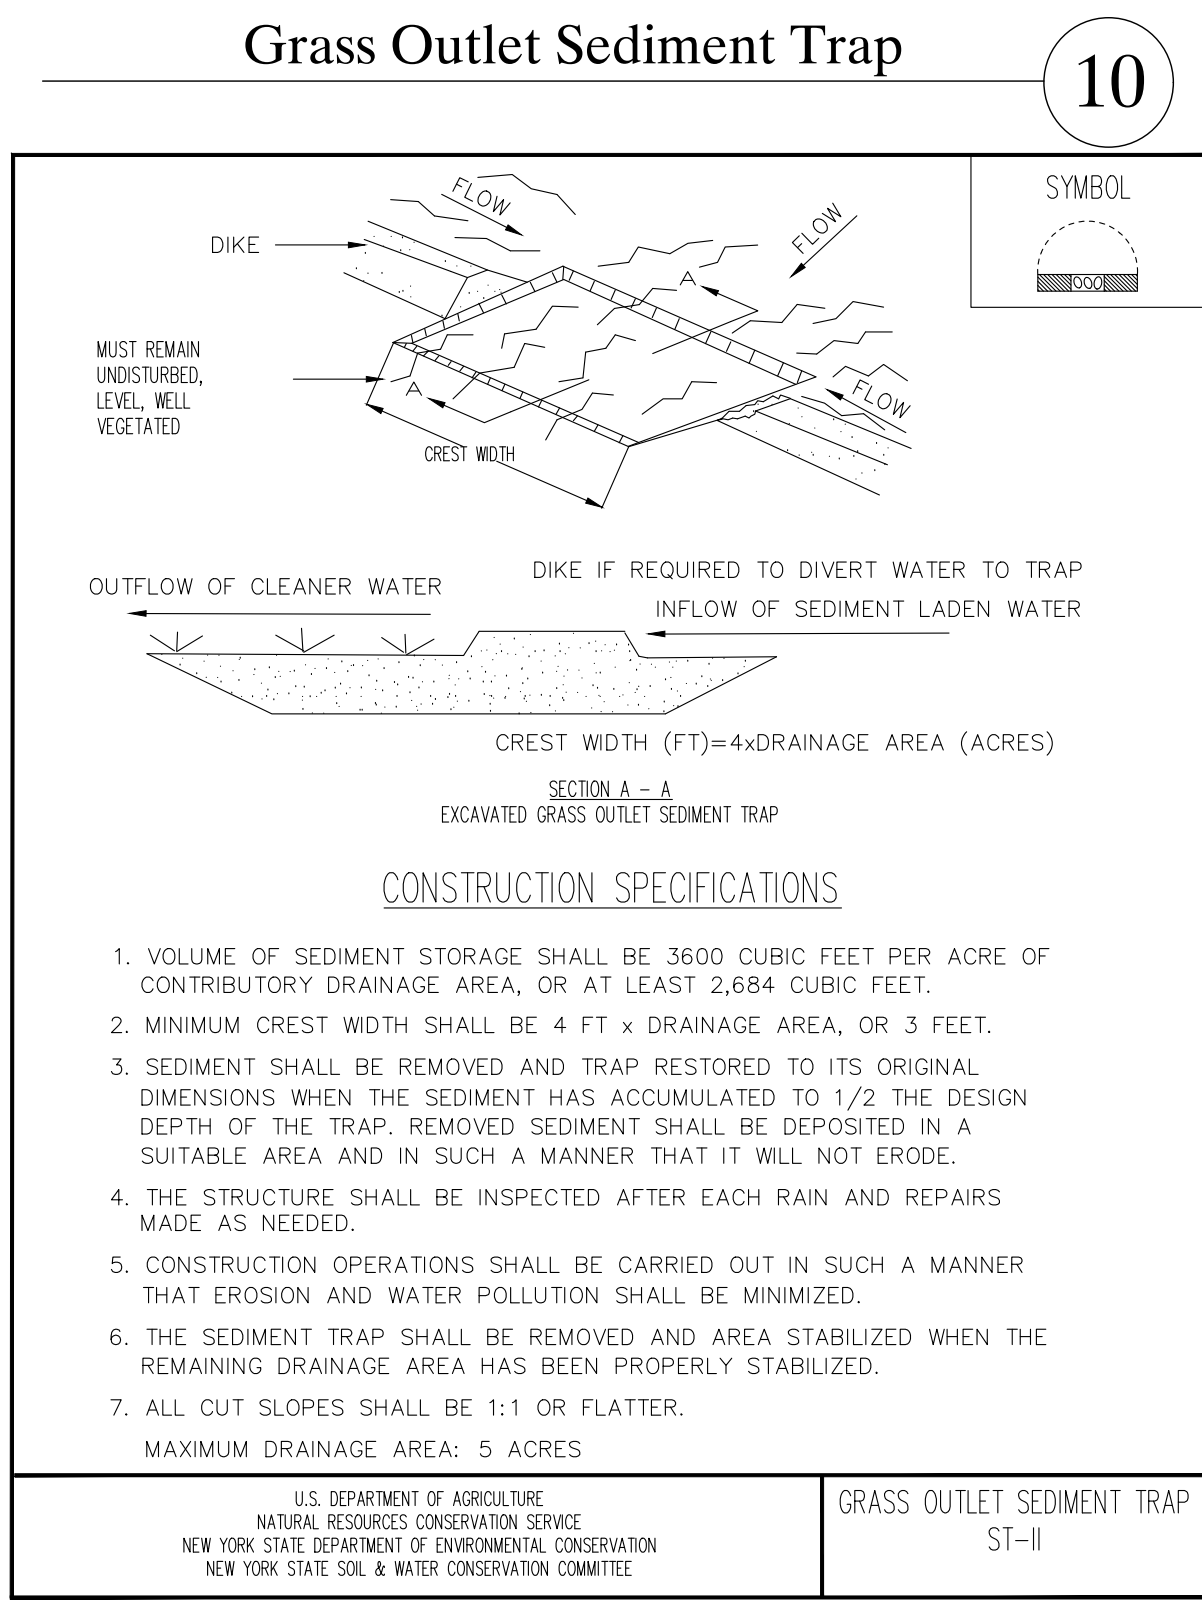 Grass Outlet Sediment Trap
10
SYMBOL
FLOW
FLOW
DIKE
A
MUST REMAIN
UNDISTURBED,
LEVEL, WELL
VEGETATED
A
FLOW
CREST WIDTH
DIKE IF REQUIRED TO DIVERT WATER TO TRAP
OUTFLOW OF CLEANER WATER
INFLOW OF SEDIMENT LADEN WATER
CREST WIDTH (FT)=4xDRAINAGE AREA (ACRES)
SECTION A – A
EXCAVATED GRASS OUTLET SEDIMENT TRAP
CONSTRUCTION SPECIFICATIONS
1. VOLUME OF SEDIMENT STORAGE SHALL BE 3600 CUBIC FEET PER ACRE OF
CONTRIBUTORY DRAINAGE AREA, OR AT LEAST 2,684 CUBIC FEET.
2. MINIMUM CREST WIDTH SHALL BE 4 FT x DRAINAGE AREA, OR 3 FEET.
3. SEDIMENT SHALL BE REMOVED AND TRAP RESTORED TO ITS ORIGINAL
DIMENSIONS WHEN THE SEDIMENT HAS ACCUMULATED TO 1/2 THE DESIGN
DEPTH OF THE TRAP. REMOVED SEDIMENT SHALL BE DEPOSITED IN A
SUITABLE AREA AND IN SUCH A MANNER THAT IT WILL NOT ERODE.
4. THE STRUCTURE SHALL BE INSPECTED AFTER EACH RAIN AND REPAIRS
MADE AS NEEDED.
5. CONSTRUCTION OPERATIONS SHALL BE CARRIED OUT IN SUCH A MANNER
THAT EROSION AND WATER POLLUTION SHALL BE MINIMIZED.
6. THE SEDIMENT TRAP SHALL BE REMOVED AND AREA STABILIZED WHEN THE
REMAINING DRAINAGE AREA HAS BEEN PROPERLY STABILIZED.
7. ALL CUT SLOPES SHALL BE 1:1 OR FLATTER.
MAXIMUM DRAINAGE AREA: 5 ACRES
U.S. DEPARTMENT OF AGRICULTURE
NATURAL RESOURCES CONSERVATION SERVICE
NEW YORK STATE DEPARTMENT OF ENVIRONMENTAL CONSERVATION
NEW YORK STATE SOIL & WATER CONSERVATION COMMITTEE
GRASS OUTLET SEDIMENT TRAP
ST–II